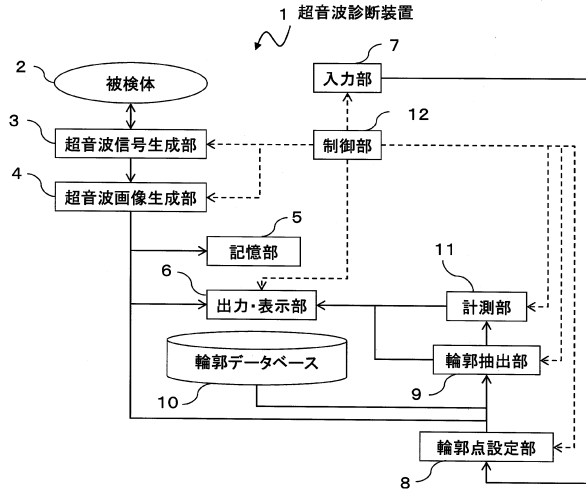 1 超音波診断装置
2
被検体
7
入力部
3
超音波信号生成部
12
制御部
4
超音波画像生成部
5
記憶部
6
出力・表示部
11
計測部
輪郭データベース
10
輪郭抽出部
9
輪郭点設定部
8